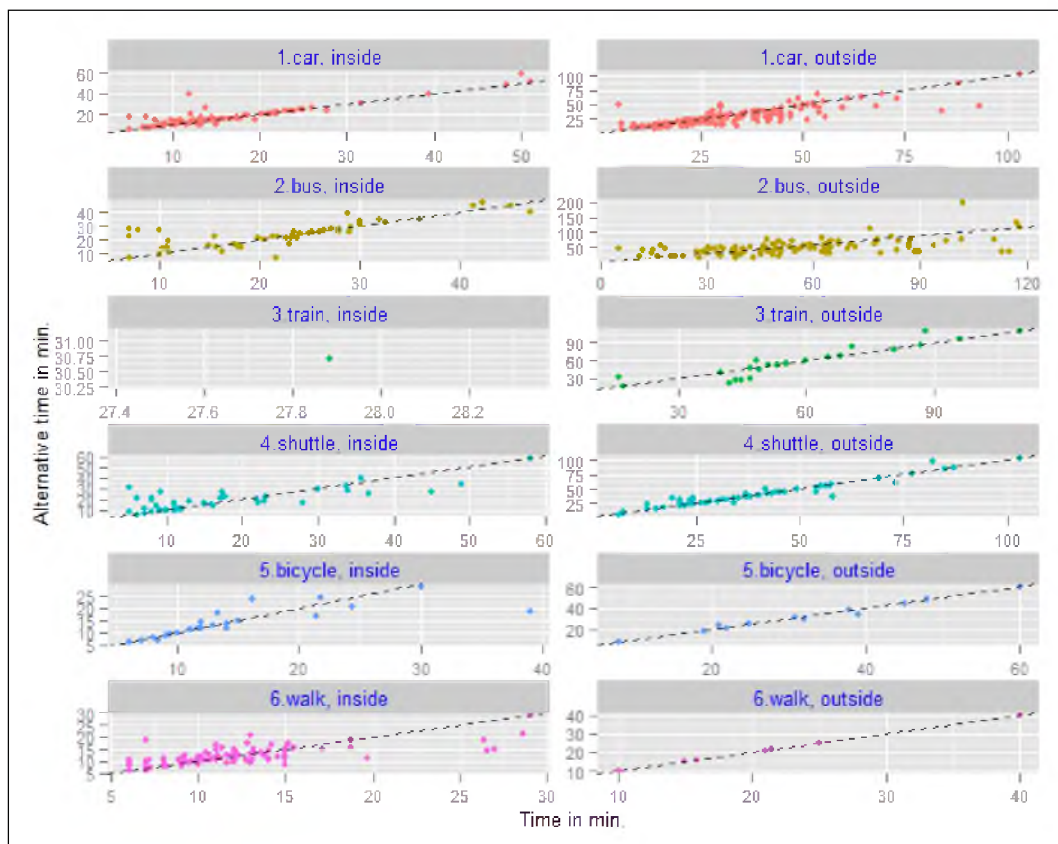 Alternative time in min.
1.car, inside
60
40
20
10 20 30 40 50
1.car, outside
100
75
50
25
25 50 75 100
2.bus, inside
40
30
20
10
10 20 30 40
2.bus, outside
200
150
100
50
0 30 60 90 120
3.train, inside
31.00
30.75
30.50
30.25
27.4 27.6 27.8 28.0 28.2
3.train, outside
90
60
30
30 60 90
4.shuttle, inside
60
50
40
30
20
10
10 20 30 40 50 60
4.shuttle, outside
100
75
50
25
25 50 75 100
5.bicycle, inside
25
20
15
10
5
10 20 30 40
5.bicycle, outside
60
40
20
20 40 60
6.walk, inside
30
25
20
15
10
5
5 10 15 20 25 30
6.walk, outside
40
30
20
10
10 20 30 40
Time in min.